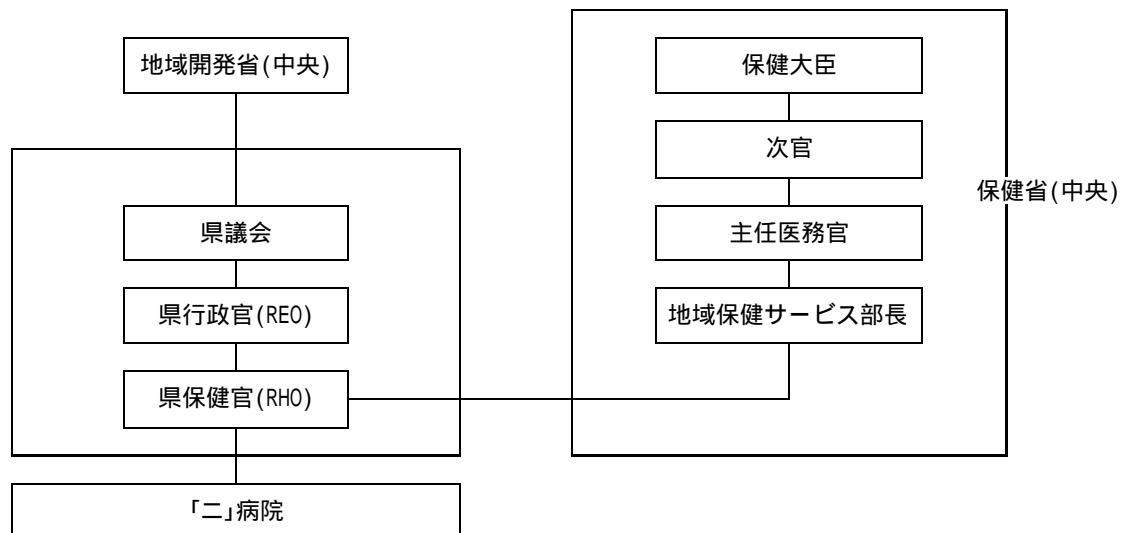 地域開発省(中央)
県議会
県行政官(REO)
県保健官(RHO)
「二」病院
保健大臣
次官
主任医務官
地域保健サービス部長
保健省(中央)